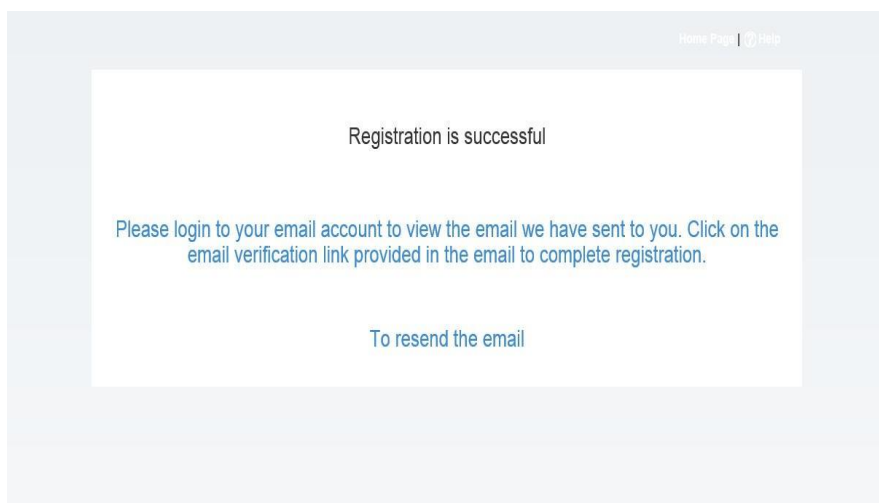 Home Page | ? Help
Registration is successful
Please login to your email account to view the email we have sent to you. Click on the
email verification link provided in the email to complete registration.
To resend the email